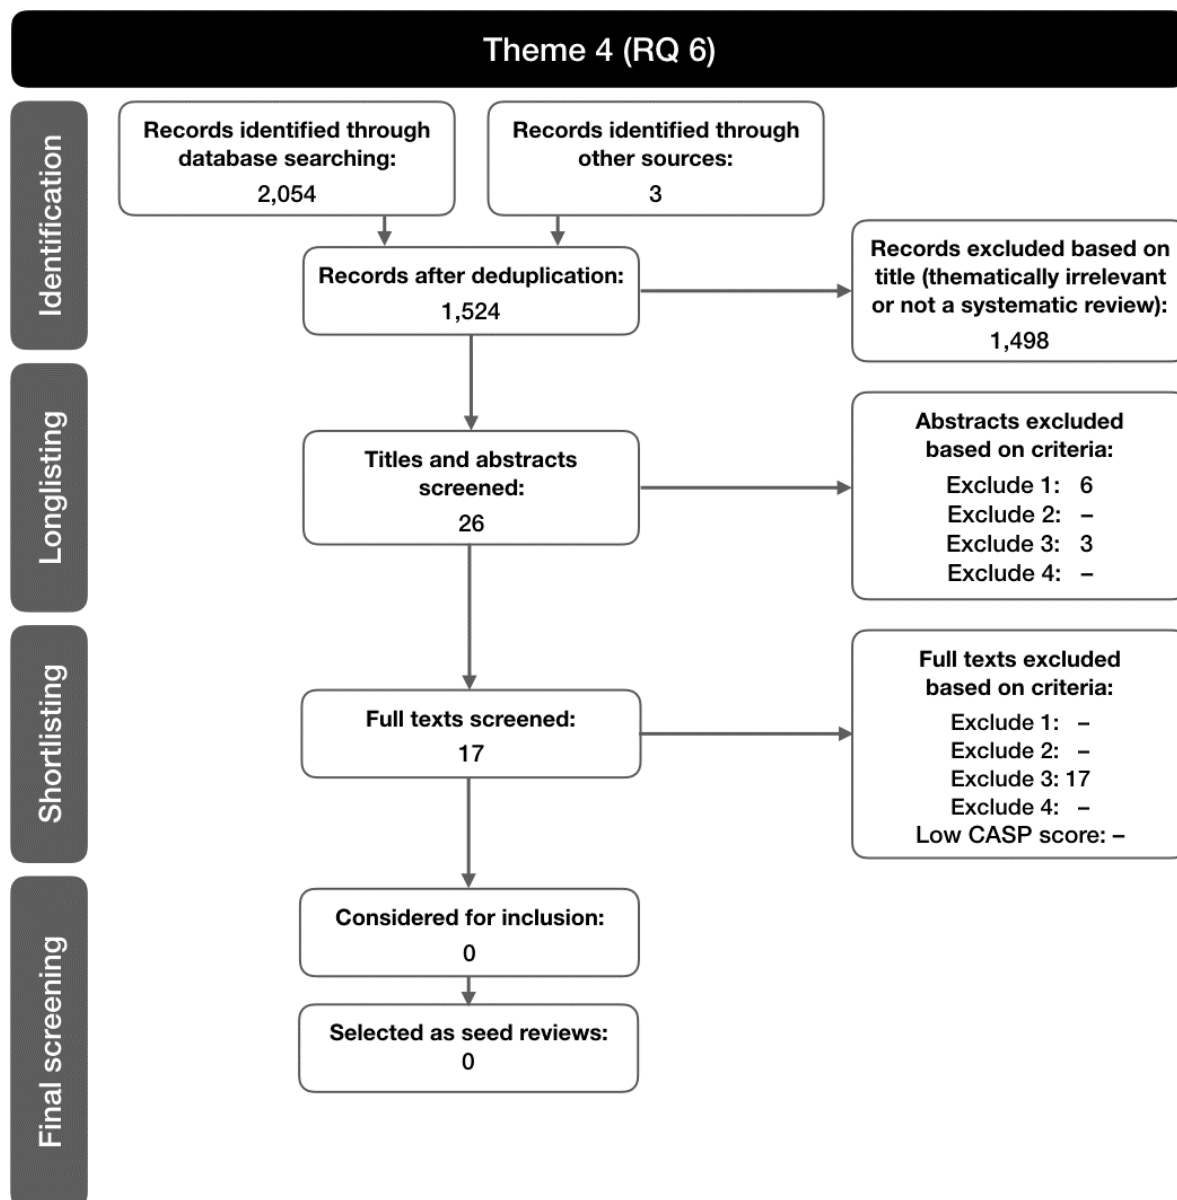 Theme 4 (RQ 6)
Identification
Records identified through
database searching:
2,054
Records identified through
other sources:
3
Records after deduplication:
1,524
Records excluded based on
title (thematically irrelevant
or not a systematic review):
1,498
Longlisting
Titles and abstracts
screened:
26
Abstracts excluded
based on criteria:
Exclude 1: 6
Exclude 2: –
Exclude 3: 3
Exclude 4: –
Shortlisting
Full texts screened:
17
Full texts excluded
based on criteria:
Exclude 1: –
Exclude 2: –
Exclude 3: 17
Exclude 4: –
Low CASP score: –
Final screening
Considered for inclusion:
0
Selected as seed reviews:
0